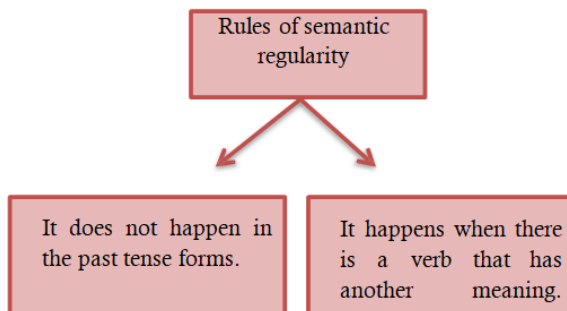 Rules of semantic
regularity
It does not happen in
the past tense forms.
It happens when there
is a verb that has
another meaning.